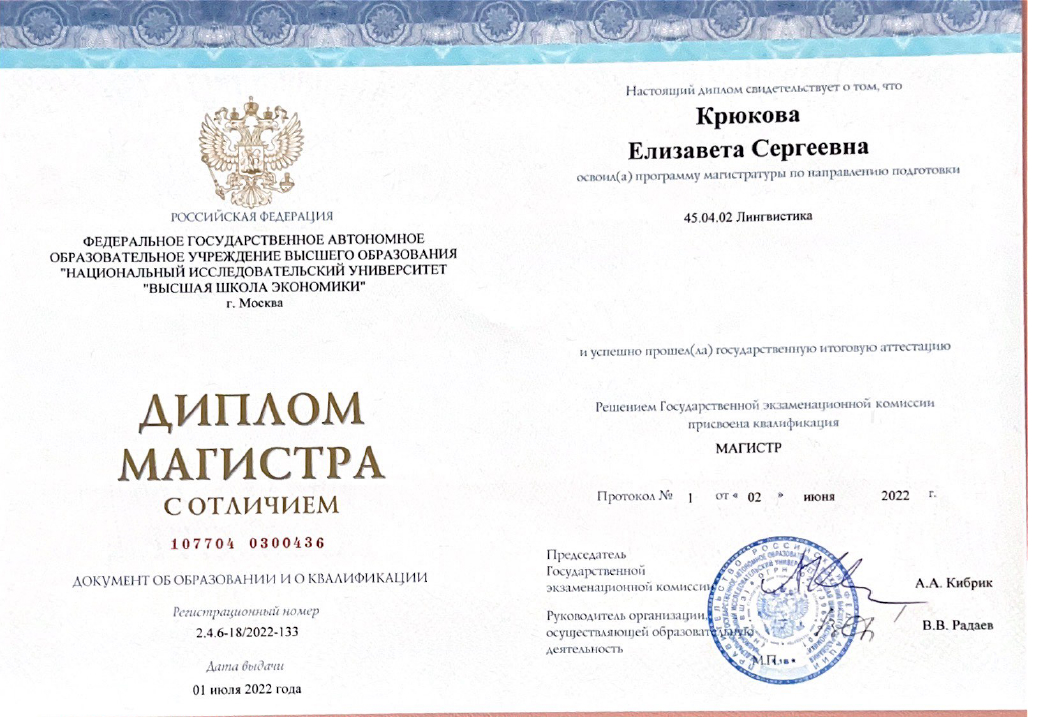 РОССИЙСКАЯ ФЕДЕРАЦИЯ
ФЕДЕРАЛЬНОЕ ГОСУДАРСТВЕННОЕ АВТОНОМНОЕ
ОБРАЗОВАТЕЛЬНОЕ УЧРЕЖДЕНИЕ ВЫСШЕГО ОБРАЗОВАНИЯ
"НАЦИОНАЛЬНЫЙ ИССЛЕДОВАТЕЛЬСКИЙ УНИВЕРСИТЕТ
"ВЫСШАЯ ШКОЛА ЭКОНОМИКИ"
г. Москва
ДИПЛОМ
МАГИСТРА
С ОТЛИЧИЕМ
107704 0300436
ДОКУМЕНТ ОБ ОБРАЗОВАНИИ И О КВАЛИФИКАЦИИ
Регистрационный номер
2.4.6-18/2022-133
Дата выдачи
01 июля 2022 года
Настоящий диплом свидетельствует о том, что
Крюкова
Елизавета Сергеевна
освоил(а) программу магистратуры по направлению подготовки
45.04.02 Лингвистика
и успешно прошел(ла) государственную итоговую аттестацию
Решением Государственной экзаменационной комиссии
присвоена квалификация
МАГИСТР
Протокол № 1 от « 02 » июня 2022 г.
Председатель
Государственной
экзаменационной комиссии
А.А. Кибрик
Руководитель организации,
осуществляющей образовательную
деятельность
В.В. Радаев
М.П.